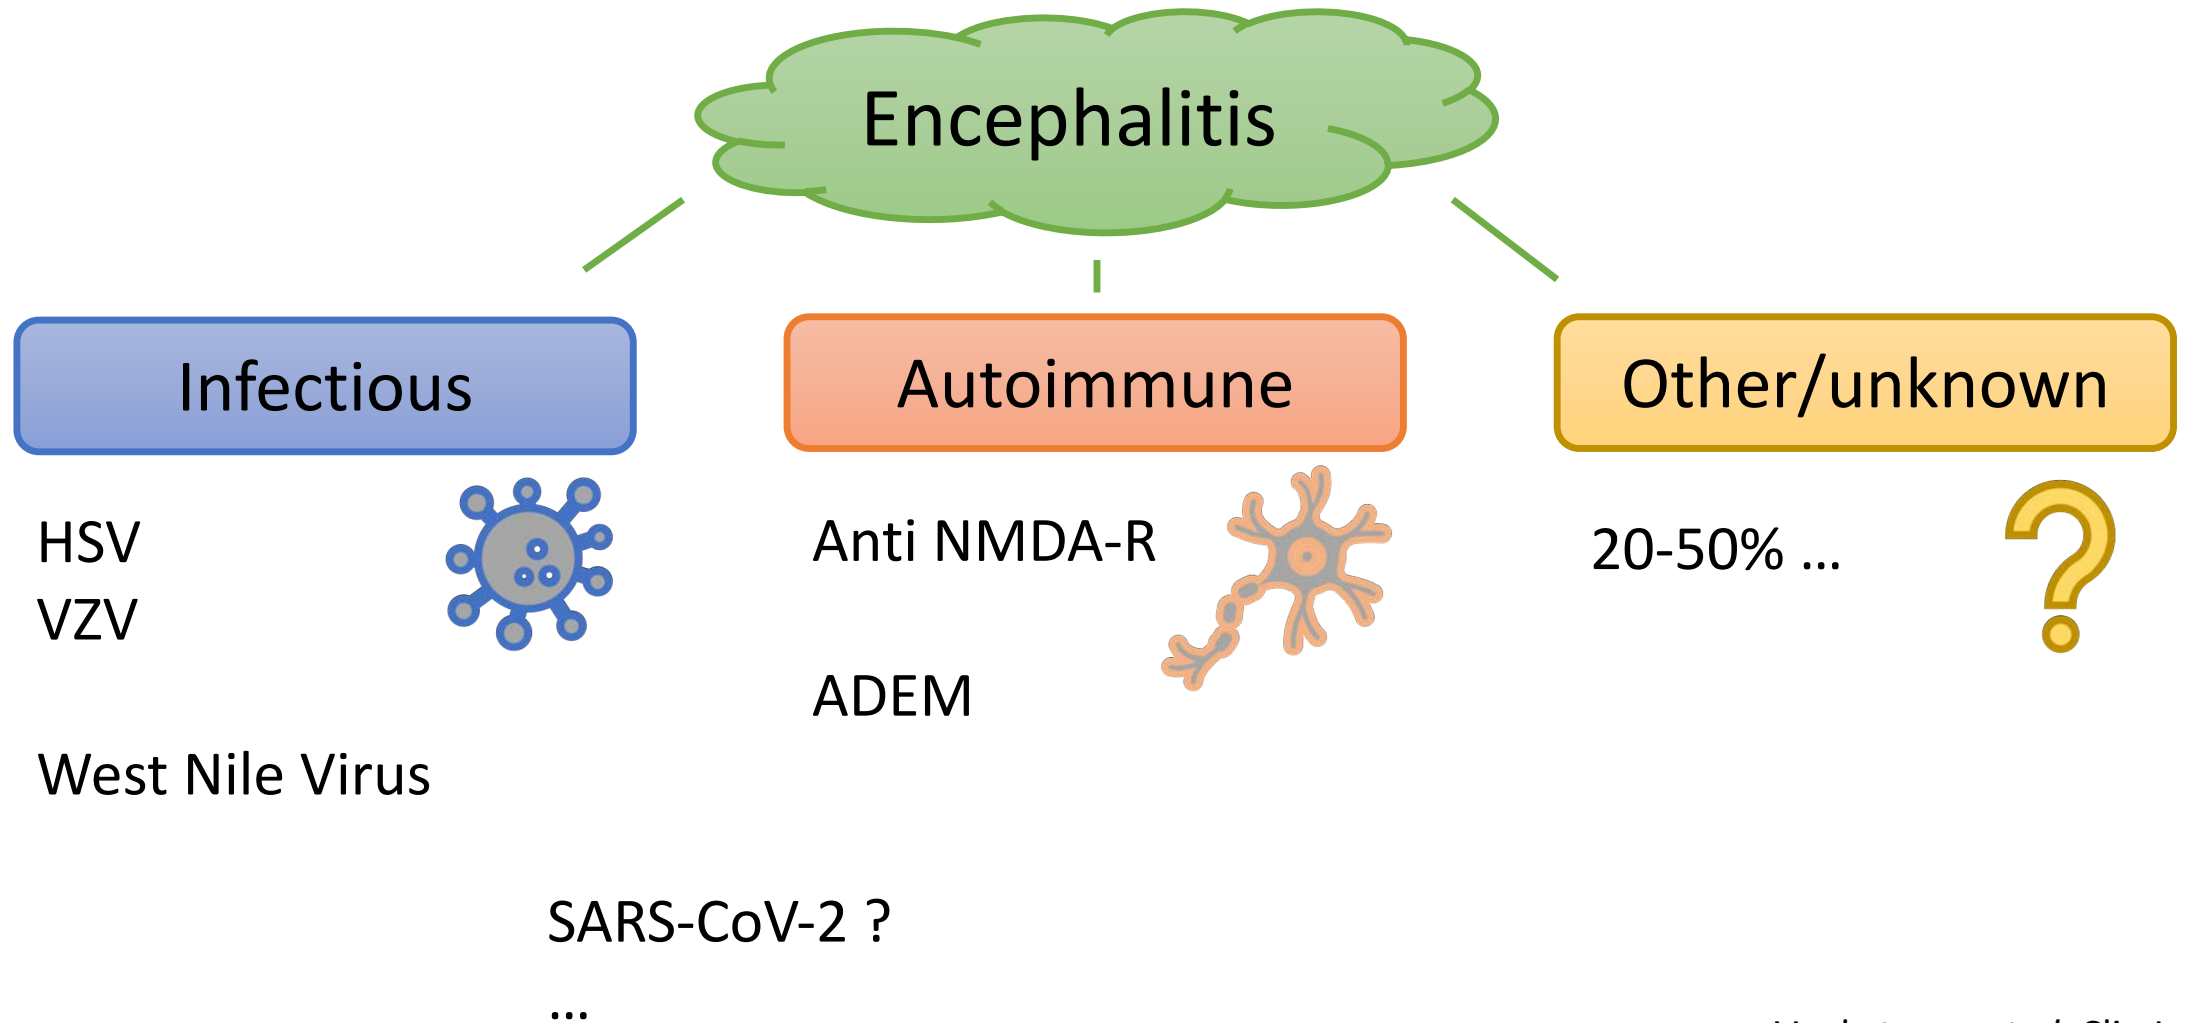 Encephalitis
Infectious
Autoimmune
Other/unknown
HSV
VZV
West Nile Virus
Anti NMDA-R
ADEM
20-50% ...
SARS-CoV-2 ?
...